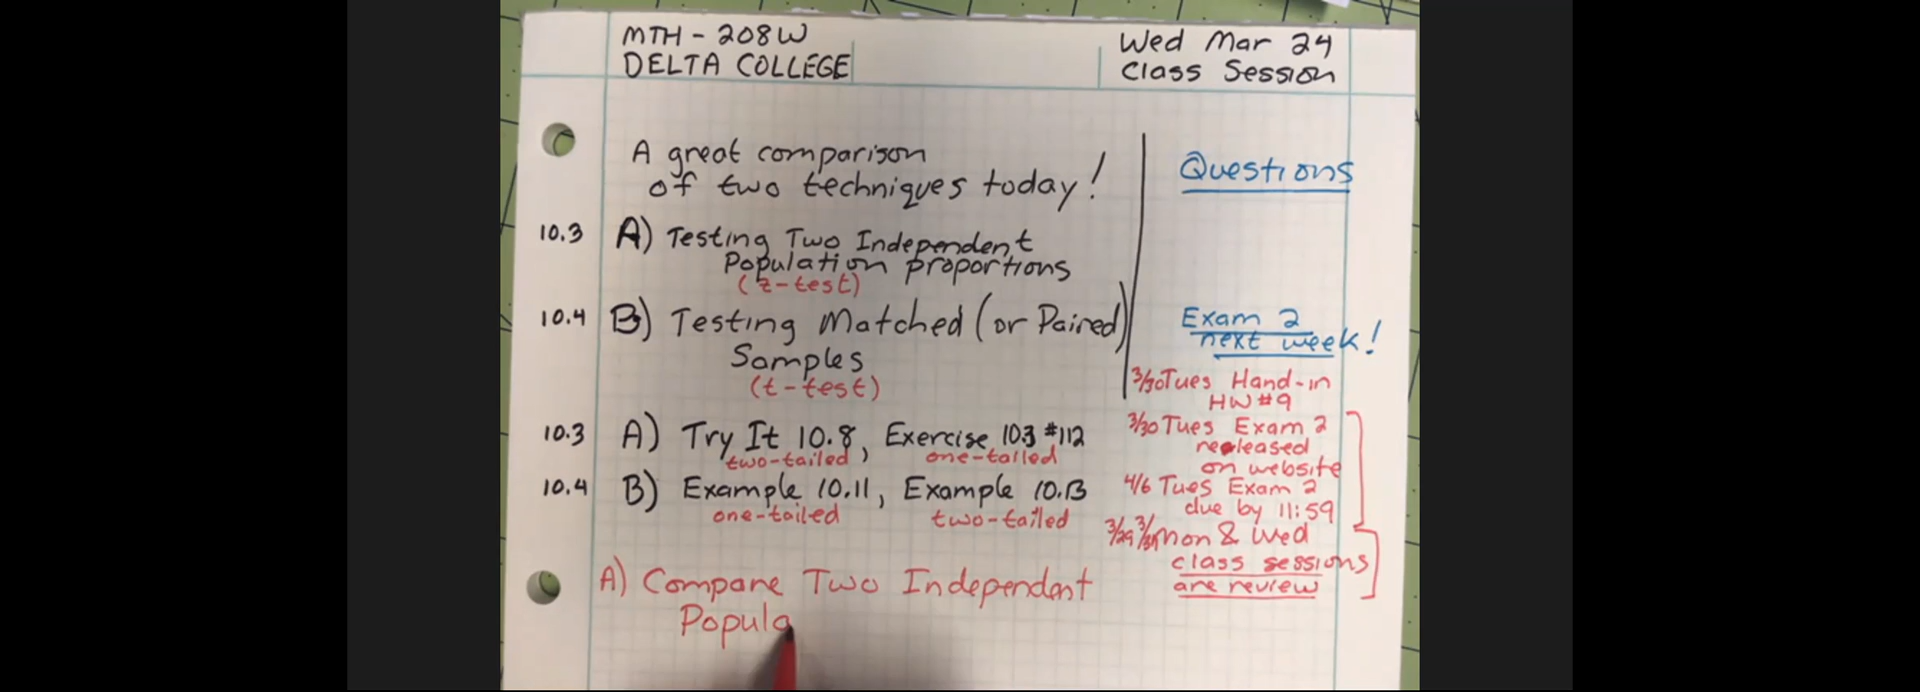 MTH - 208W
DELTA COLLEGE
Wed Mar 24
Class Session
A great comparison
of two techniques today!
10.3 A) Testing Two Independent
Population proportions
(z-test)
10.4 B) Testing Matched (or Paired)
Samples
(t-test)
10.3 A) Try It 10.8, Exercise 10.3 #112
two-tailed, one-tailed
10.4 B) Example 10.11, Example 10.13
one-tailed two-tailed
A) Compare Two Independent
Popula
Questions
Exam 2
next week!
3/30 Tues Hand-in
HW #9
3/30 Tues Exam 2
released
on website
4/6 Tues Exam 2
due by 11:59
3/29 3/31 Mon & Wed
class sessions
are review